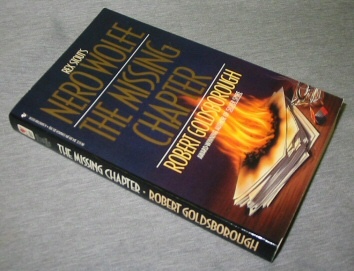 REX STOUT'S
NERO WOLFE
THE MISSING
CHAPTER
ROBERT GOLDSBOROUGH
THE MISSING CHAPTER · ROBERT GOLDSBOROUGH